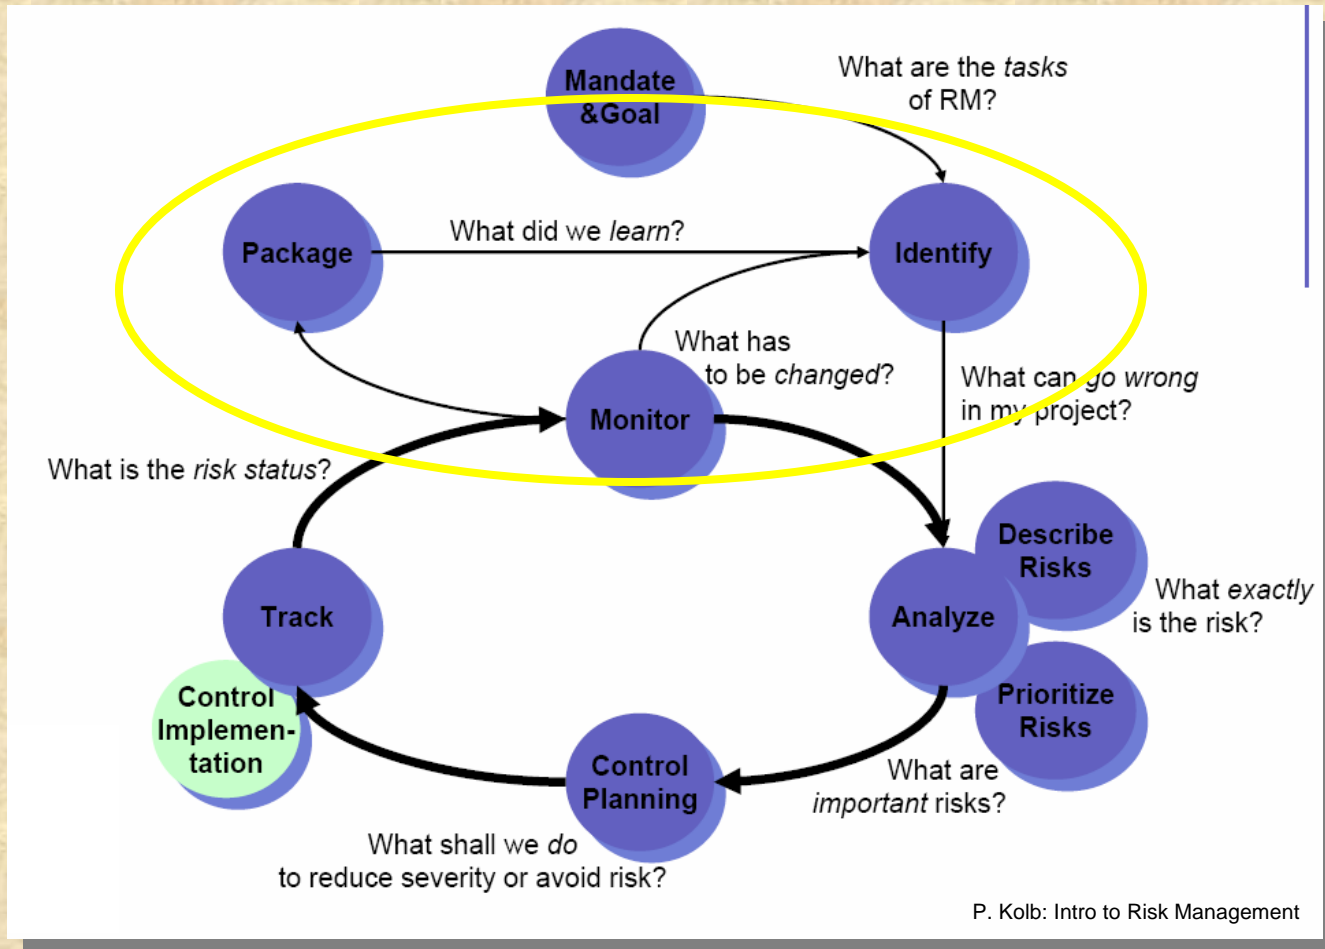 Mandate
&Goal
What are the tasks
of RM?
Package
What did we learn?
Identify
What has
to be changed?
What can go wrong
in my project?
Monitor
What is the risk status?
Describe
Risks
What exactly
is the risk?
Track
Analyze
Control
Implemen-
tation
Prioritize
Risks
Control
Planning
What are
important risks?
What shall we do
to reduce severity or avoid risk?
P. Kolb: Intro to Risk Management